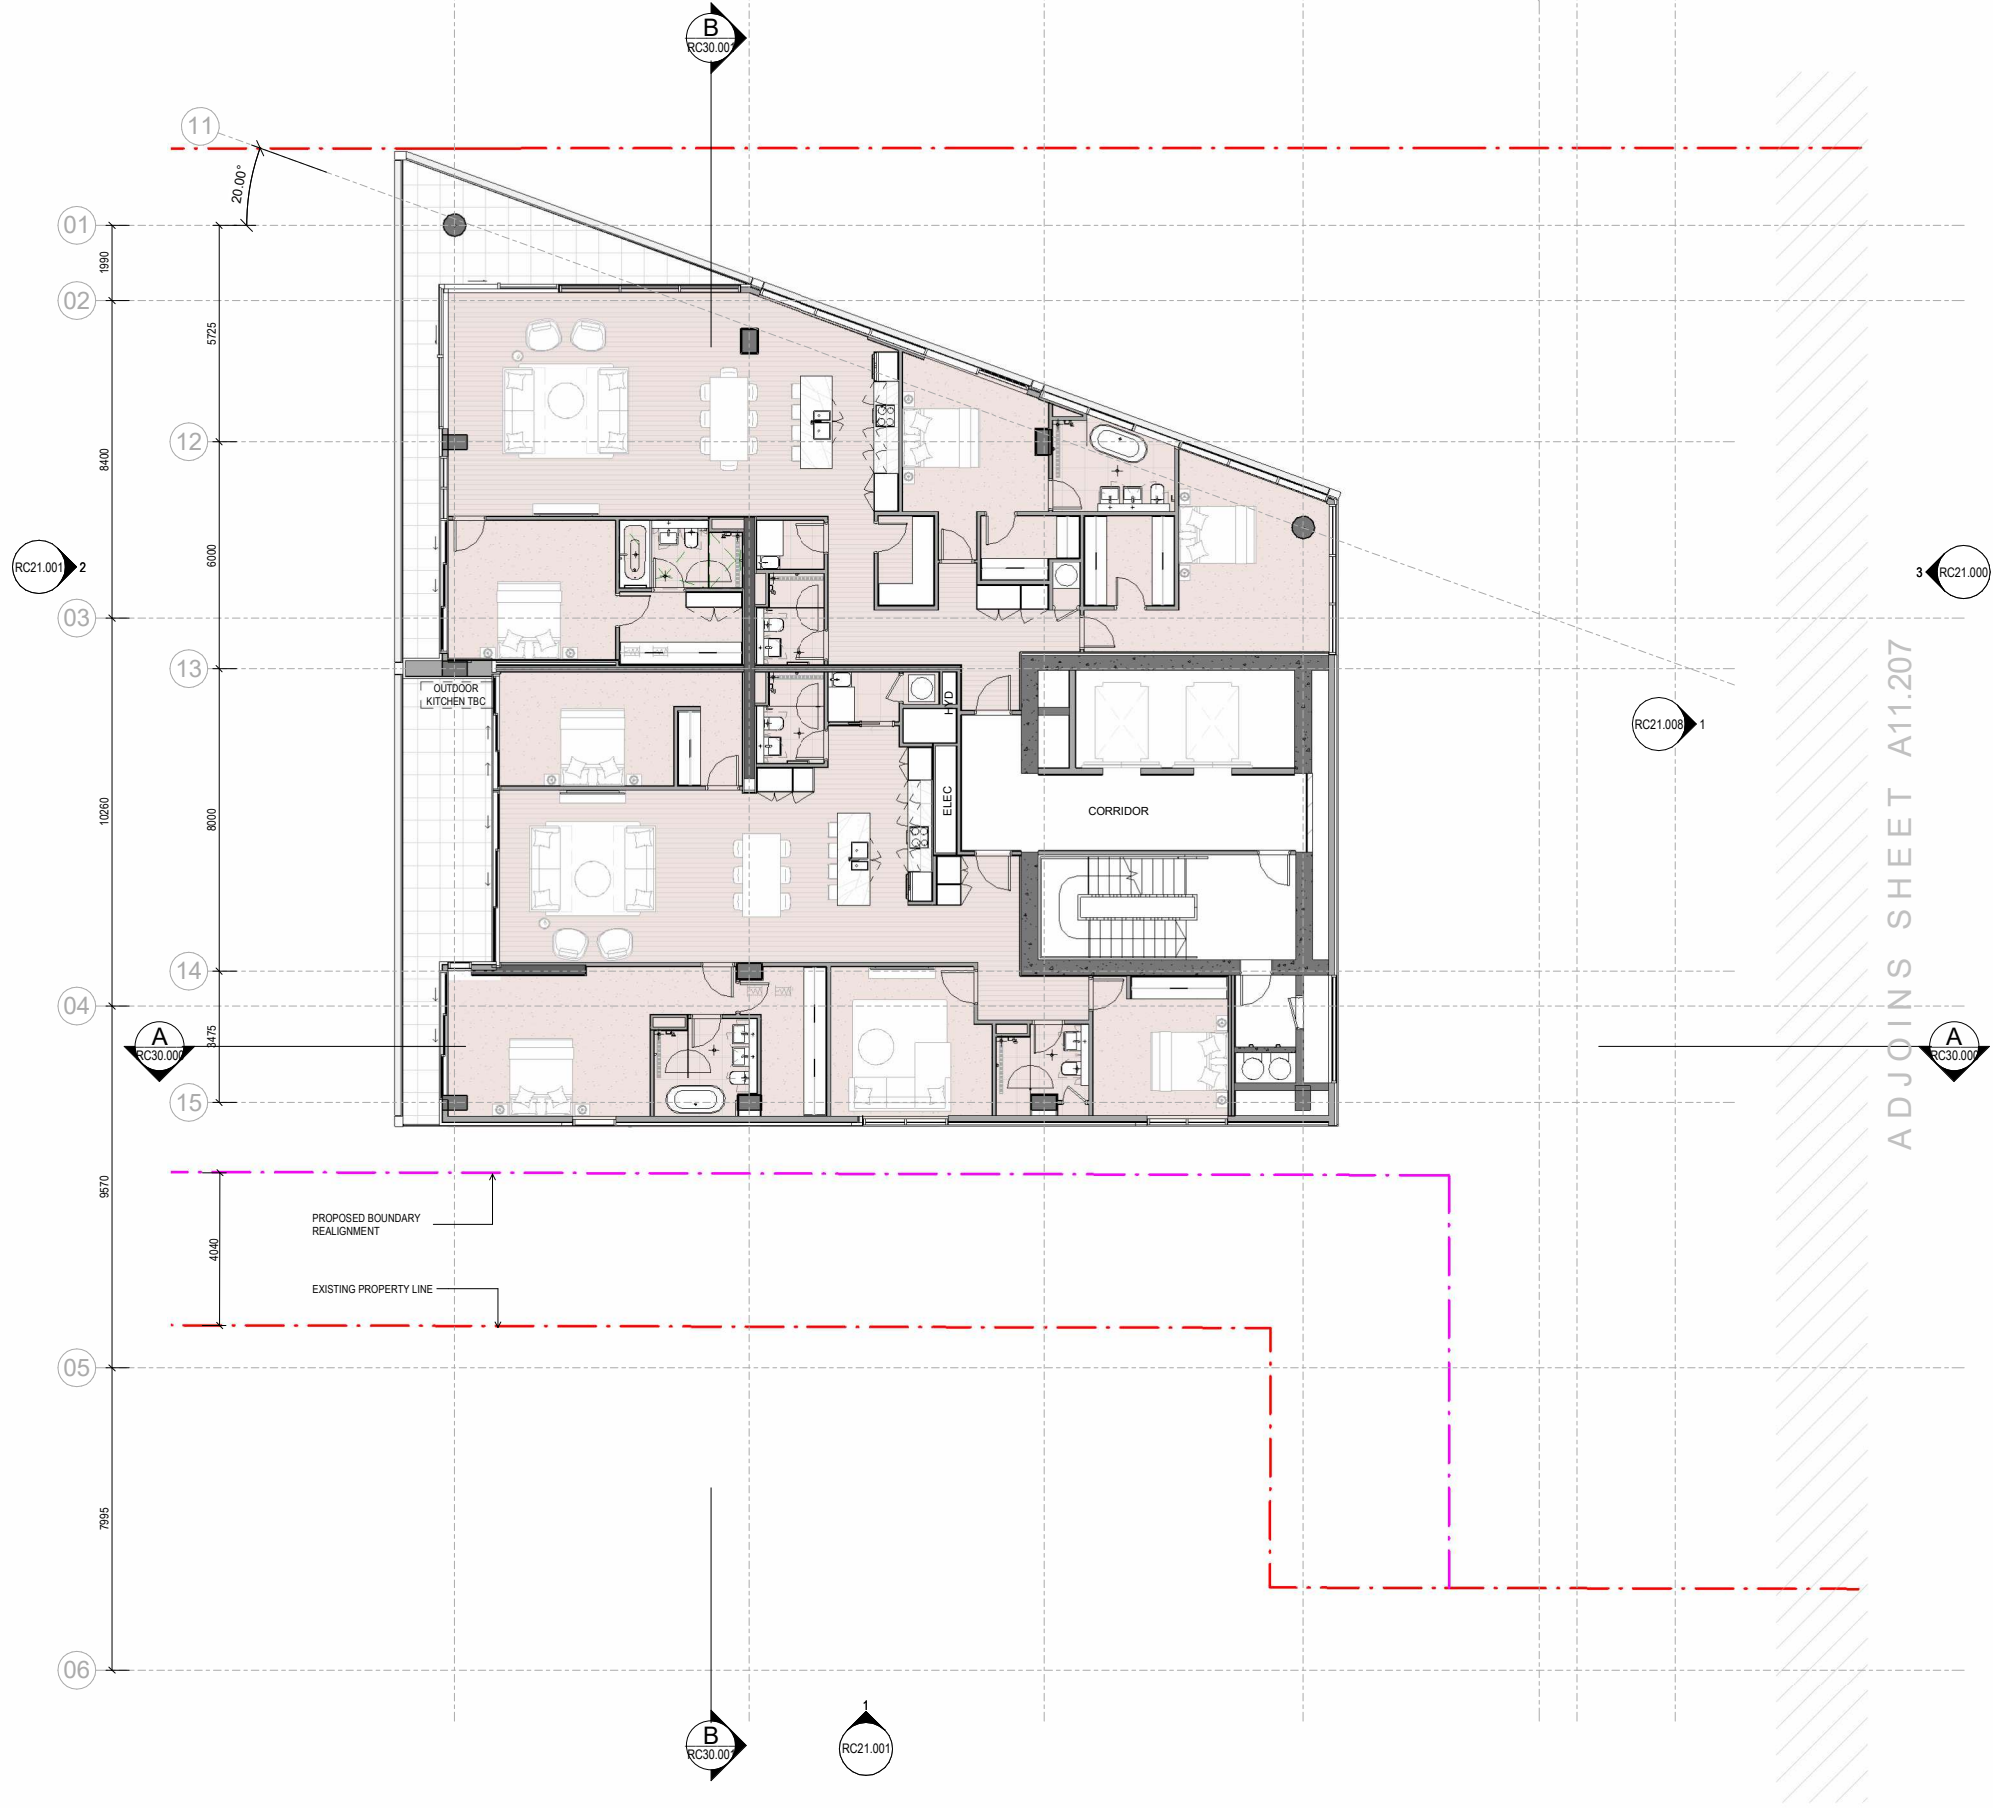 B
RC30.001
11
20.00°
01
1990
02
5725
12
8400
6000
RC21.001 2
3 RC21.000
03
13
OUTDOOR
KITCHEN TBC
HYD
RC21.008 1
ADJOINS SHEET A11.207
10260
8000
ELEC
CORRIDOR
14
04
A
RC30.000
3475
A
RC30.000
15
9570
4040
PROPOSED BOUNDARY
REALIGNMENT
EXISTING PROPERTY LINE
05
7995
06
B
RC30.001
1
RC21.001